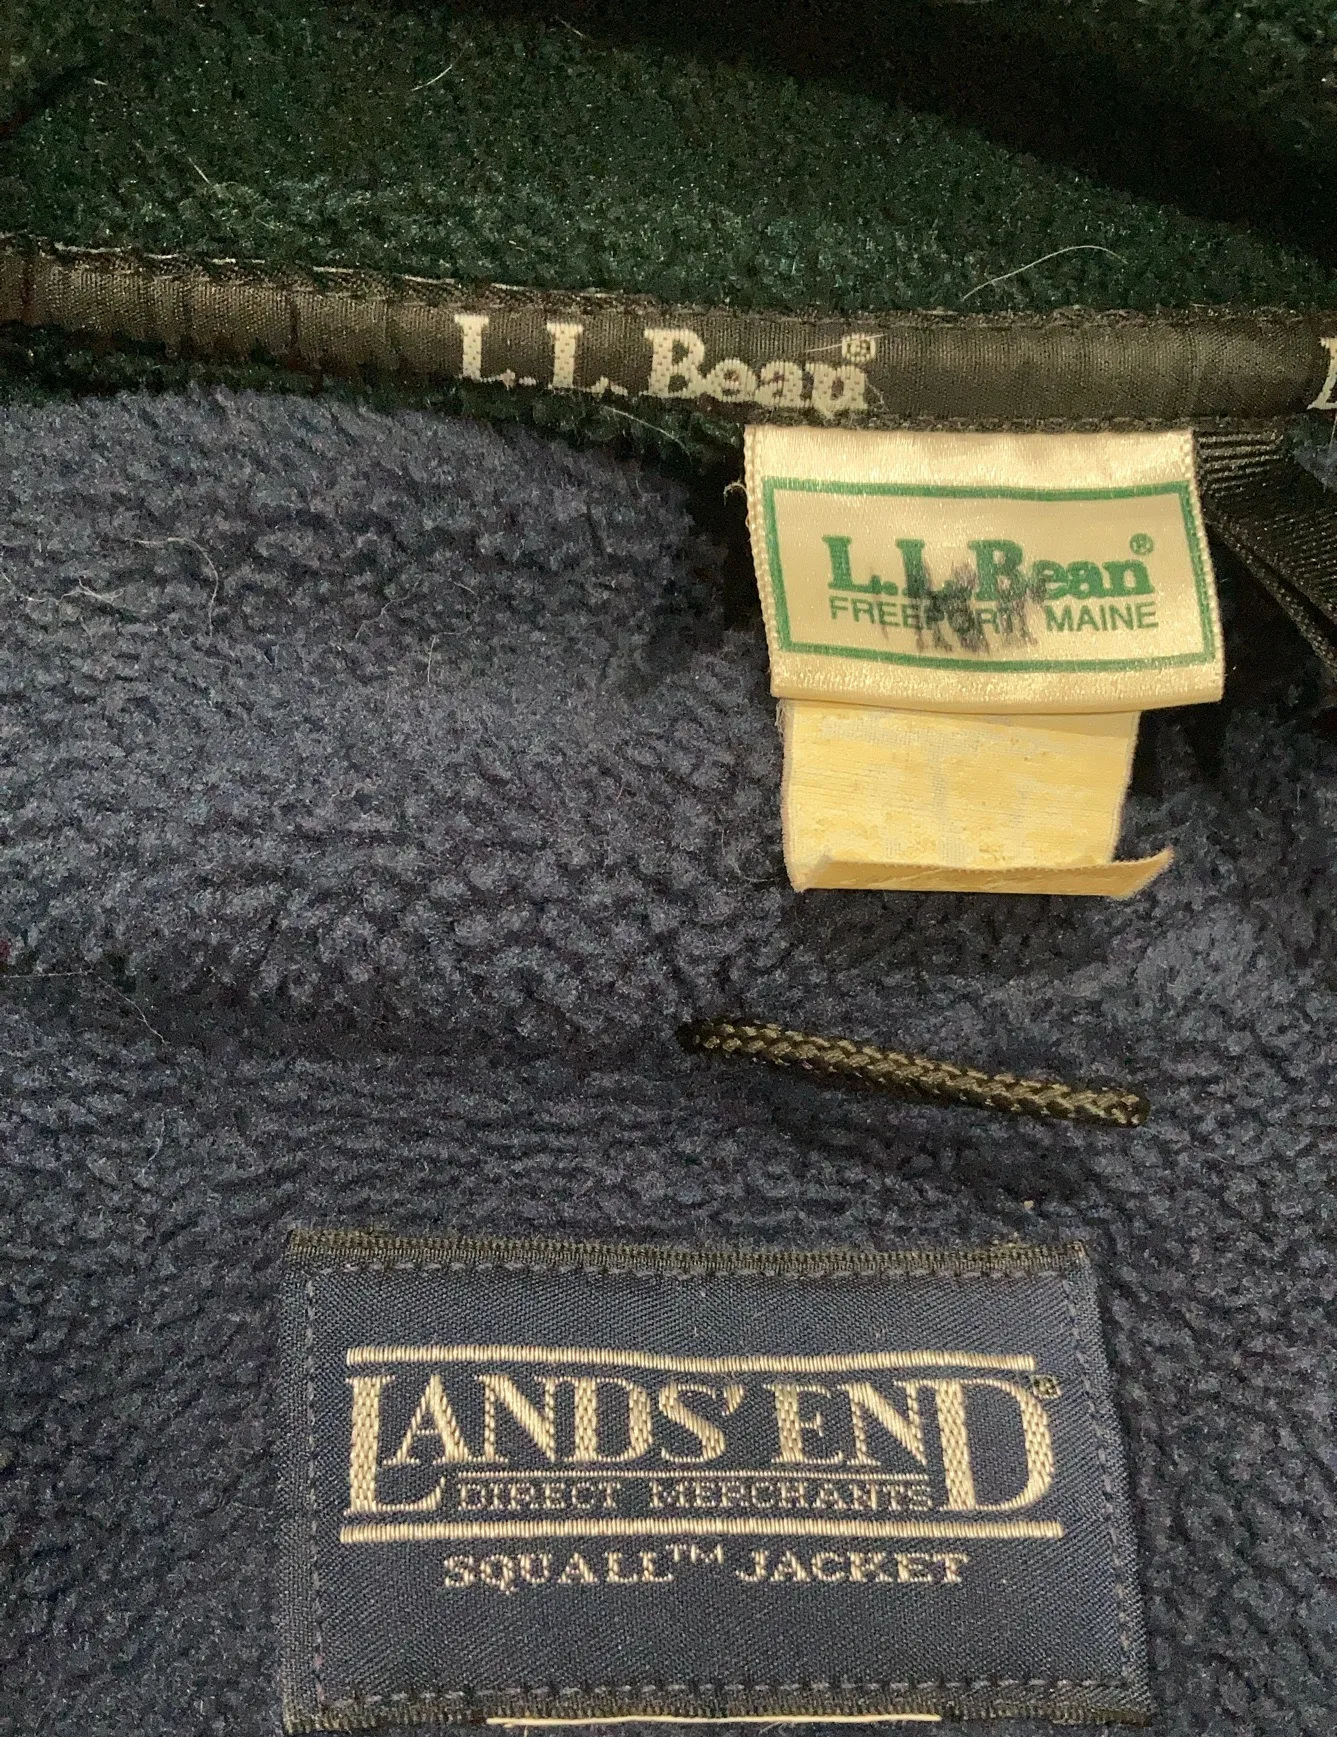 L.L.Bean®
L.L.Bean®
FREEPORT, MAINE
LANDS' END®
DIRECT MERCHANTS
SQUALL™ JACKET